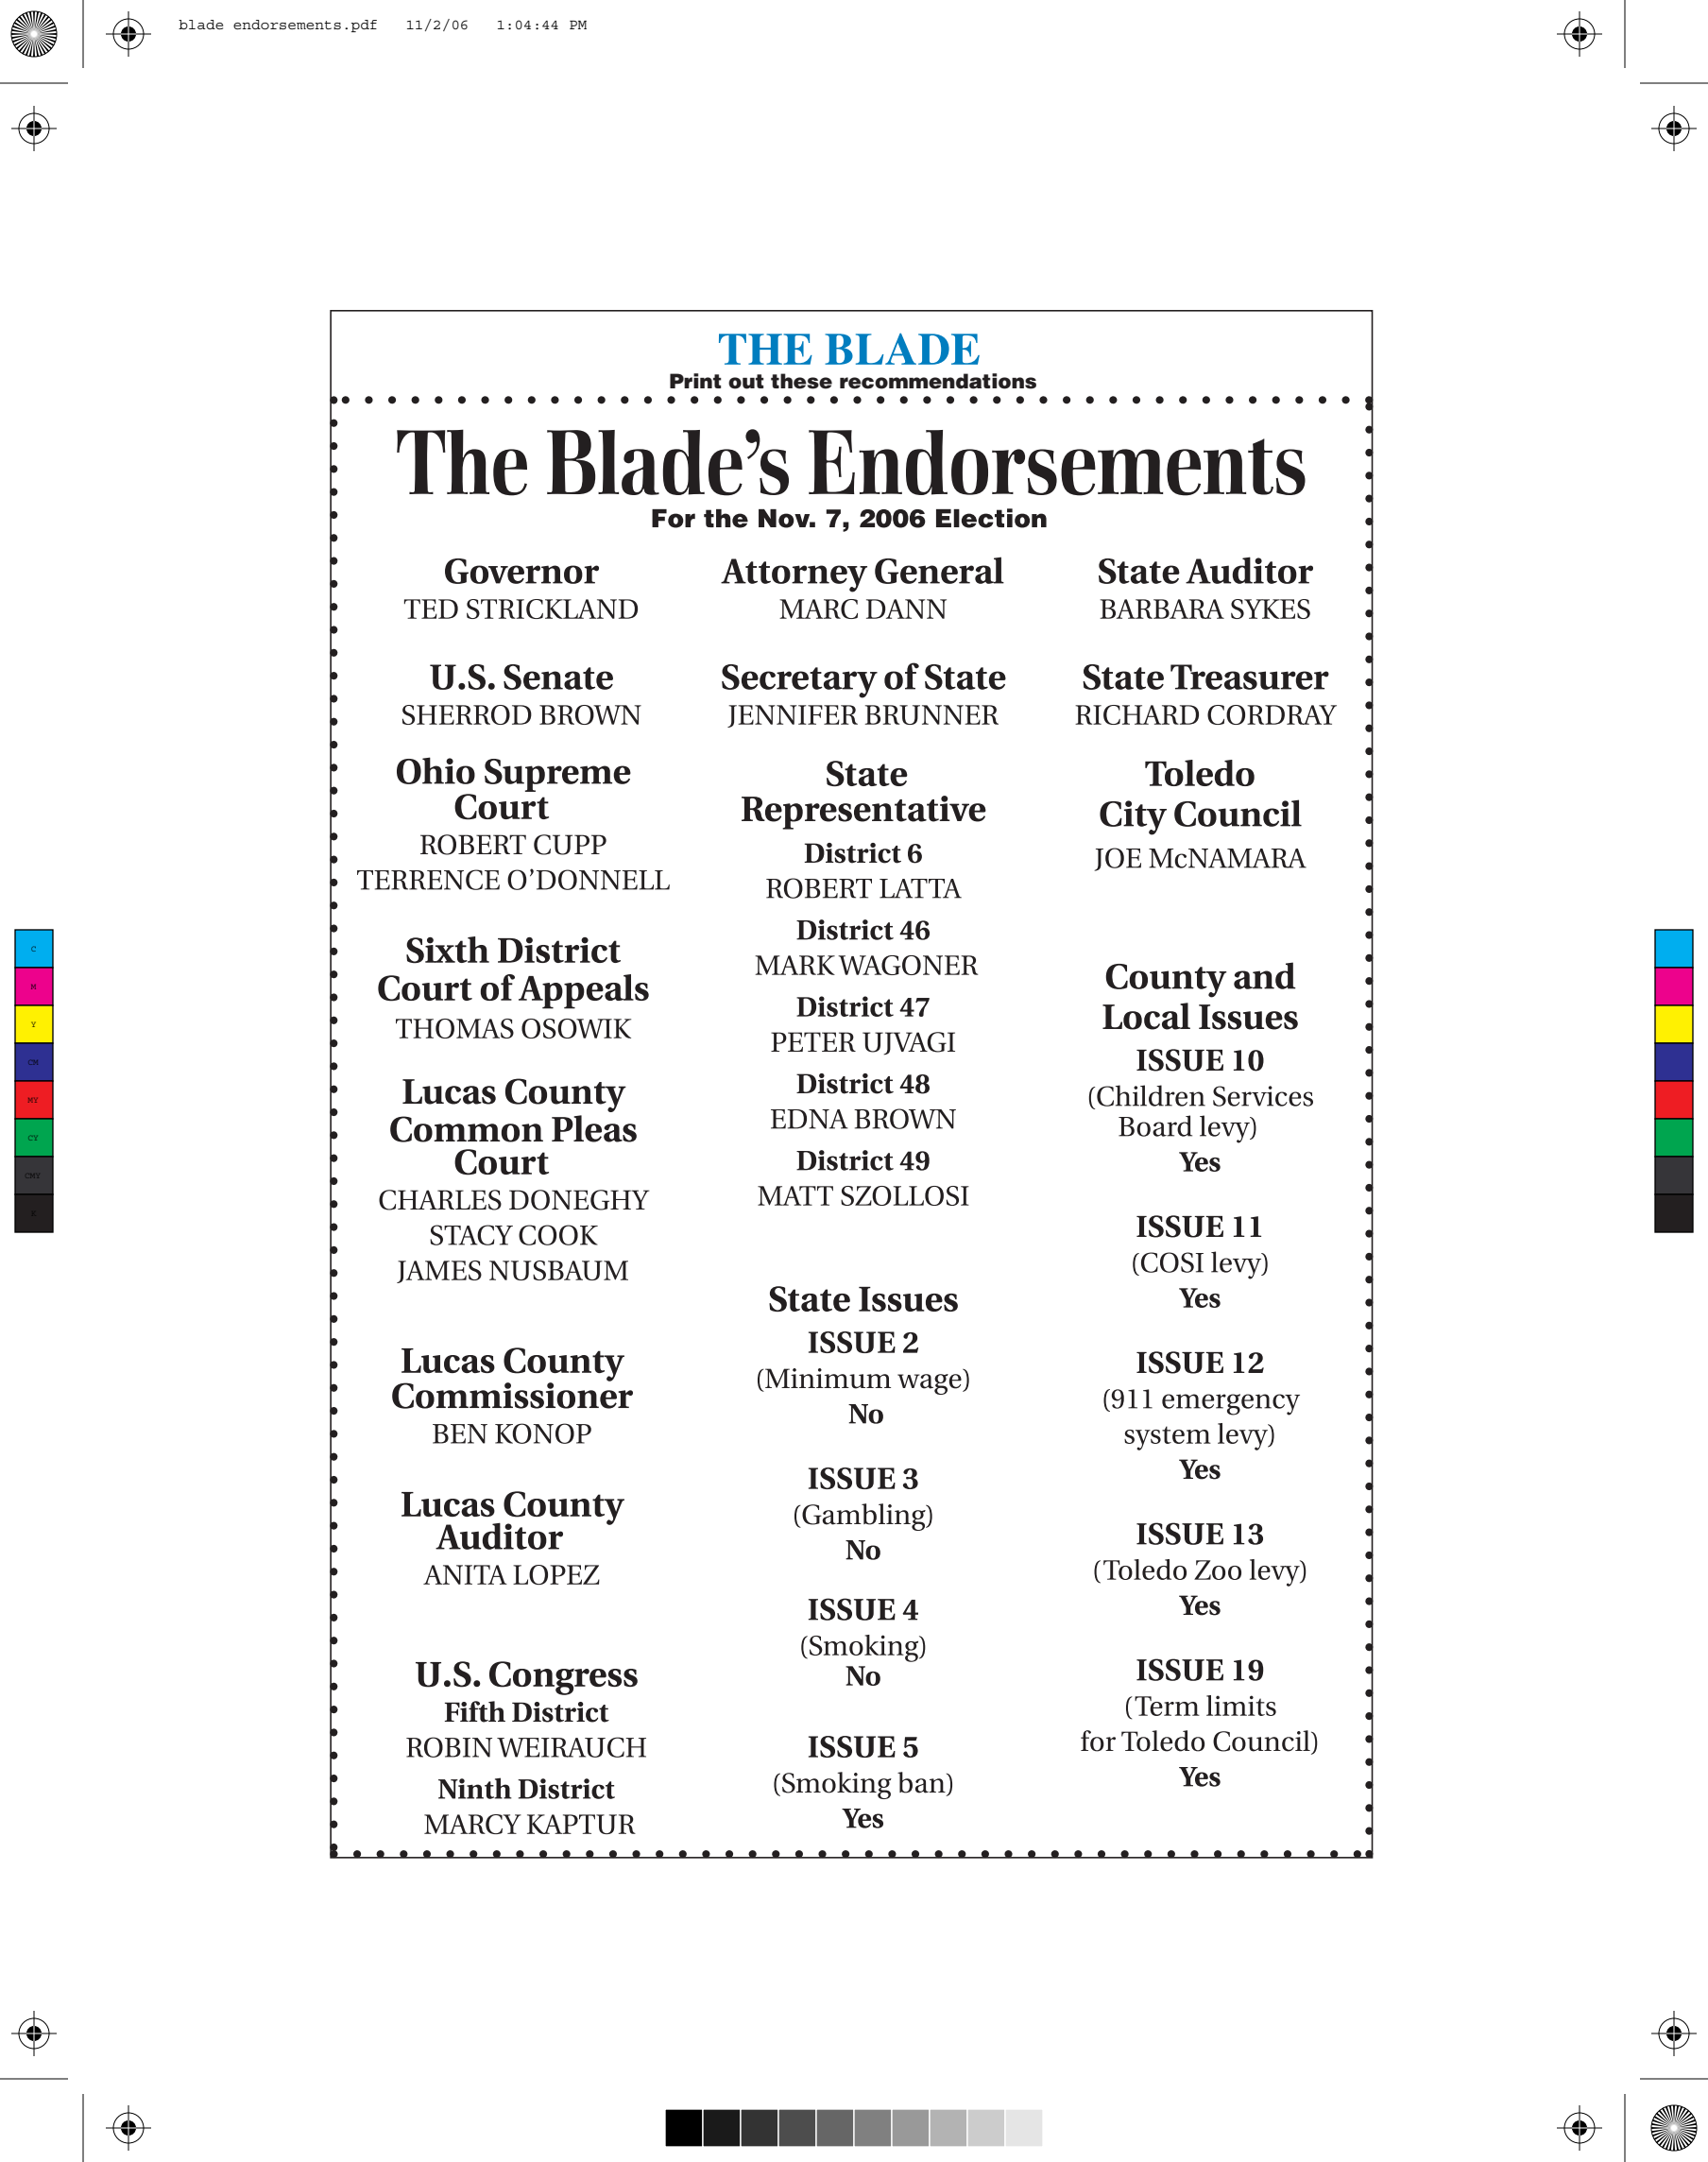 blade endorsements.pdf   11/2/06   1:04:44 PM
THE BLADE
Print out these recommendations
The Blade’s Endorsements
For the Nov. 7, 2006 Election
Governor
TED STRICKLAND
U.S. Senate
SHERROD BROWN
Ohio Supreme
Court
ROBERT CUPP
TERRENCE O’DONNELL
Sixth District
Court of Appeals
THOMAS OSOWIK
Lucas County
Common Pleas
Court
CHARLES DONEGHY
STACY COOK
JAMES NUSBAUM
Lucas County
Commissioner
BEN KONOP
Lucas County
Auditor
ANITA LOPEZ
U.S. Congress
Fifth District
ROBIN WEIRAUCH
Ninth District
MARCY KAPTUR
Attorney General
MARC DANN
Secretary of State
JENNIFER BRUNNER
State
Representative
District 6
ROBERT LATTA
District 46
MARK WAGONER
District 47
PETER UJVAGI
District 48
EDNA BROWN
District 49
MATT SZOLLOSI
State Issues
ISSUE 2
(Minimum wage)
No
ISSUE 3
(Gambling)
No
ISSUE 4
(Smoking)
No
ISSUE 5
(Smoking ban)
Yes
State Auditor
BARBARA SYKES
State Treasurer
RICHARD CORDRAY
Toledo
City Council
JOE McNAMARA
County and
Local Issues
ISSUE 10
(Children Services
Board levy)
Yes
ISSUE 11
(COSI levy)
Yes
ISSUE 12
(911 emergency
system levy)
Yes
ISSUE 13
(Toledo Zoo levy)
Yes
ISSUE 19
(Term limits
for Toledo Council)
Yes
C
M
Y
CM
MY
CY
CMY
K